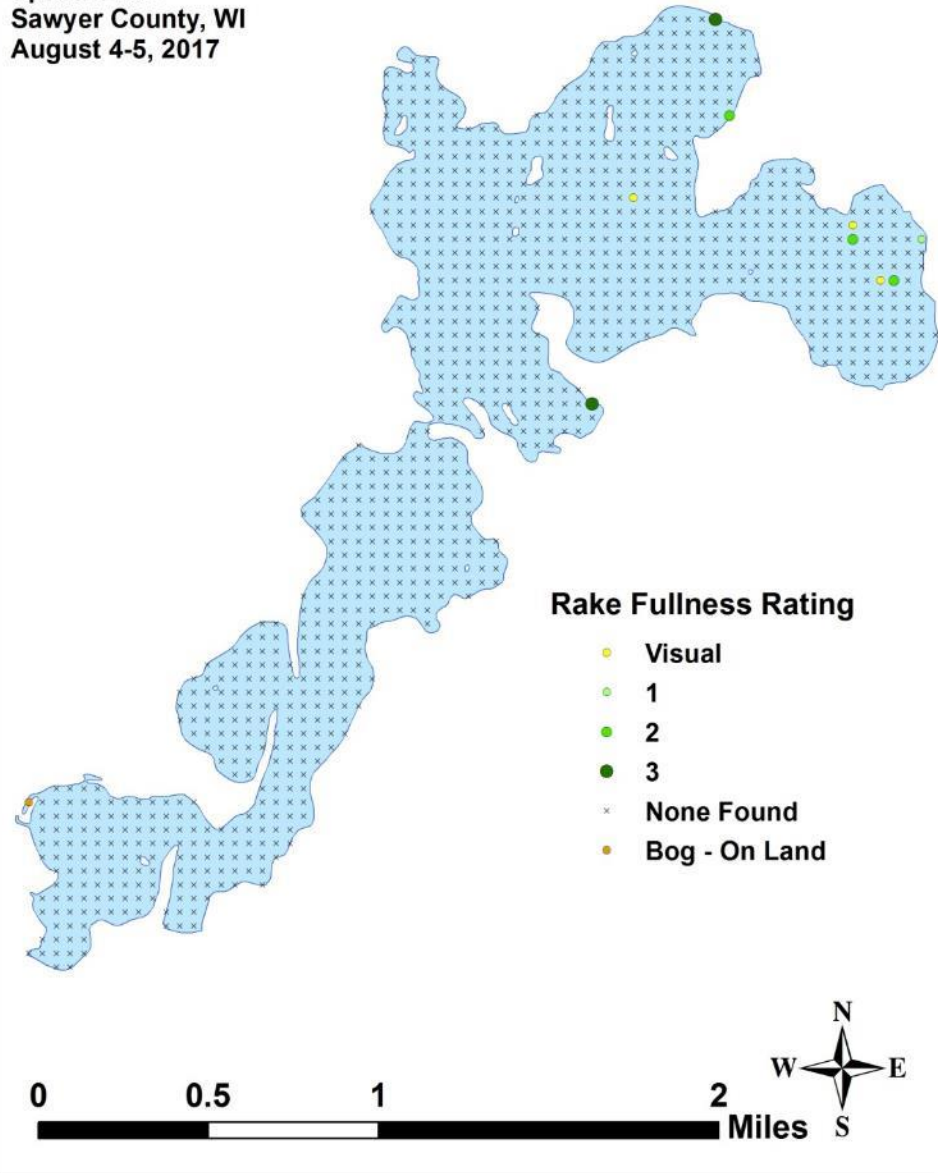 Sawyer County, WI
August 4-5, 2017
Rake Fullness Rating
Visual
1
2
3
None Found
Bog - On Land
N
W E
S
0 0.5 1 2
Miles